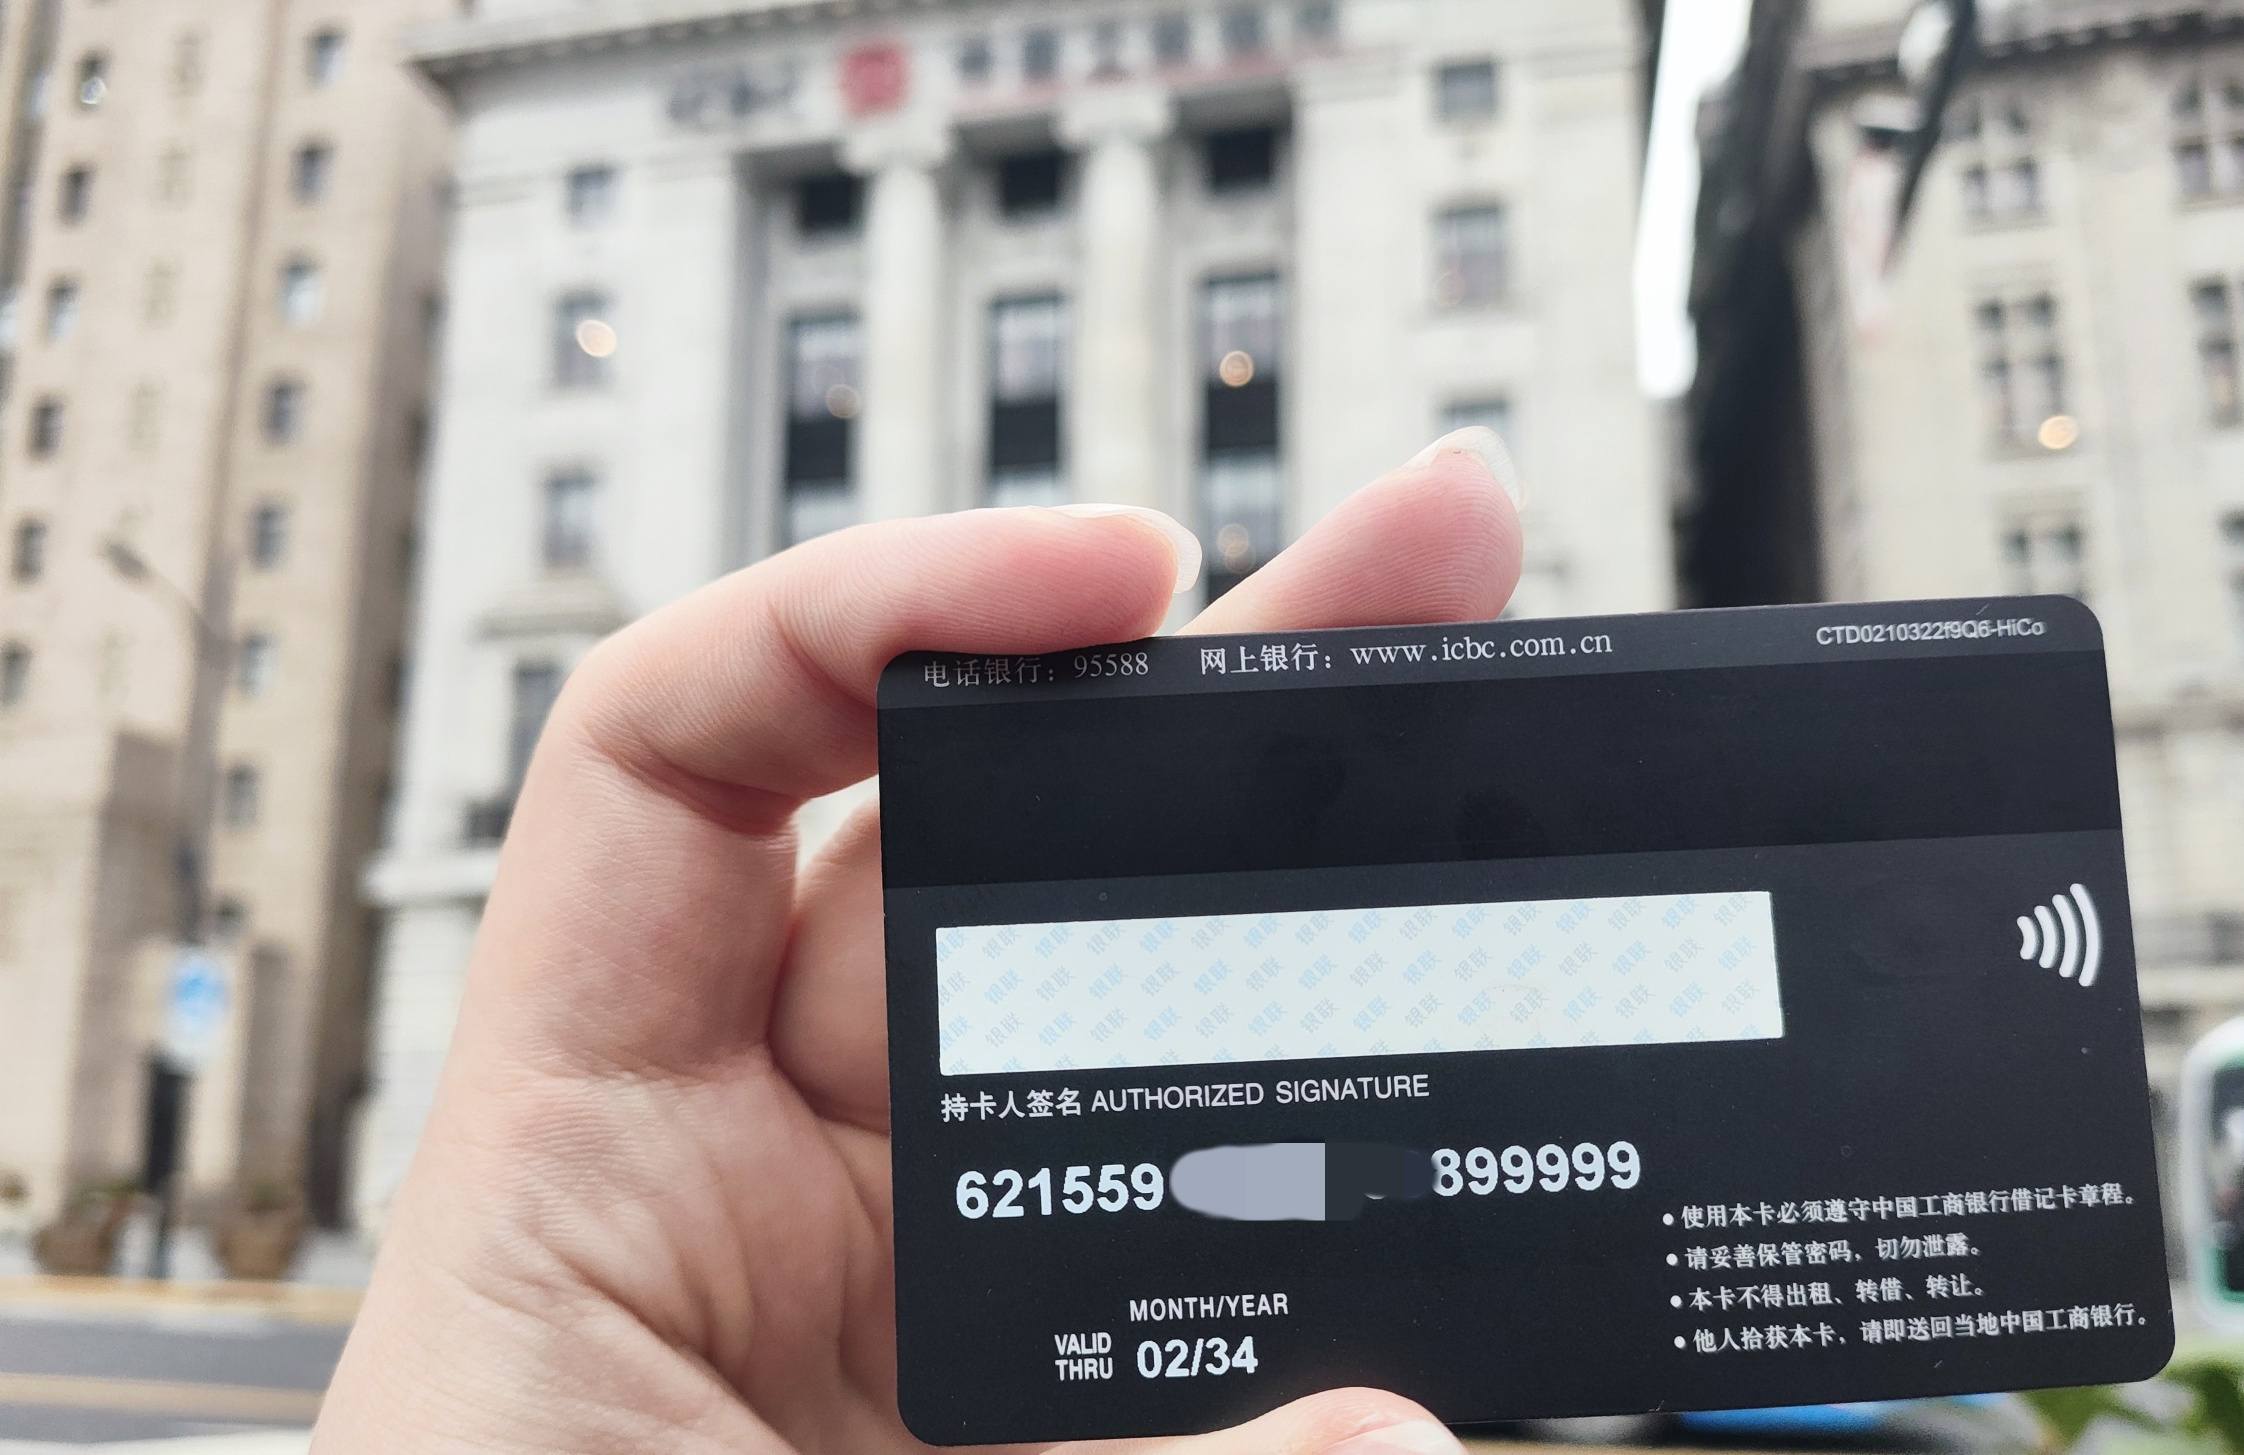 电话银行：95588 网上银行：www.icbc.com.cn CTD0210322f9Q6-HiCo
银联
持卡人签名 AUTHORIZED SIGNATURE
621559 899999
MONTH/YEAR
VALID THRU 02/34
• 使用本卡必须遵守中国工商银行借记卡章程。
• 请妥善保管密码，切勿泄露。
• 本卡不得出租、转借、转让。
• 他人拾获本卡，请即送回当地中国工商银行。